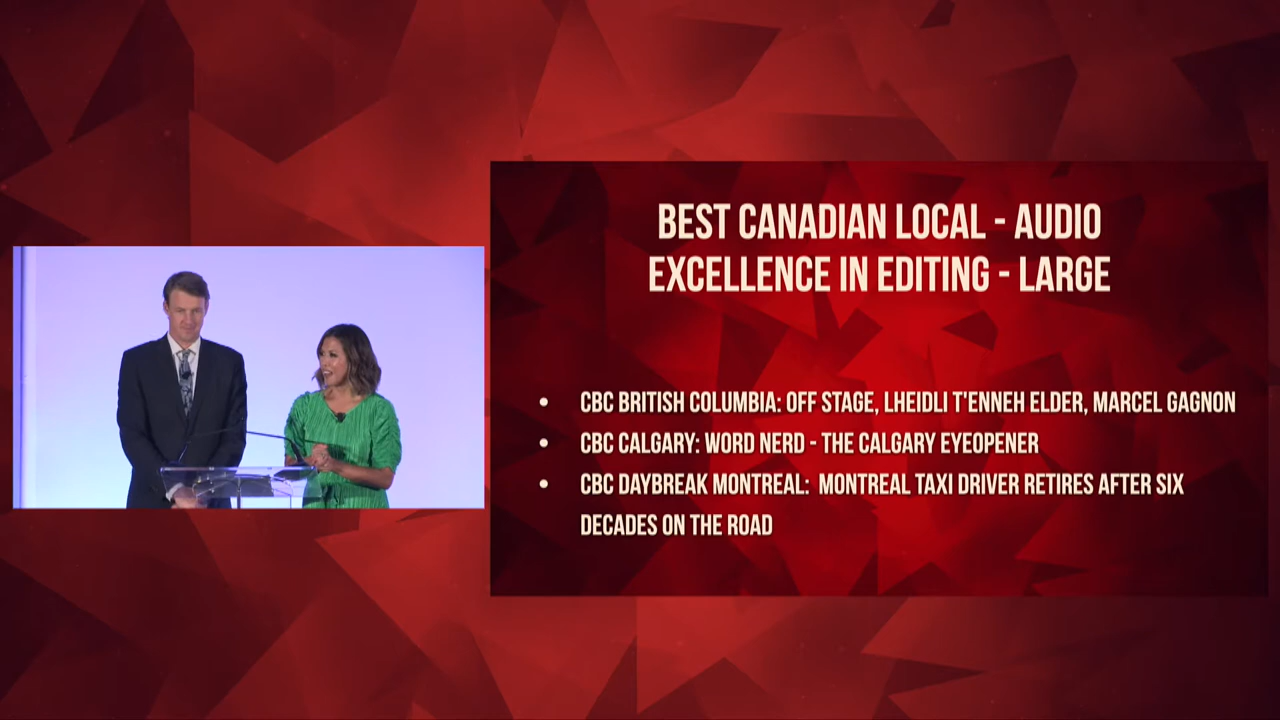 BEST CANADIAN LOCAL - AUDIO
EXCELLENCE IN EDITING - LARGE
• CBC BRITISH COLUMBIA: OFF STAGE, LHEIDLI T'ENNEH ELDER, MARCEL GAGNON
• CBC CALGARY: WORD NERD - THE CALGARY EYEOPENER
• CBC DAYBREAK MONTREAL: MONTREAL TAXI DRIVER RETIRES AFTER SIX
DECADES ON THE ROAD